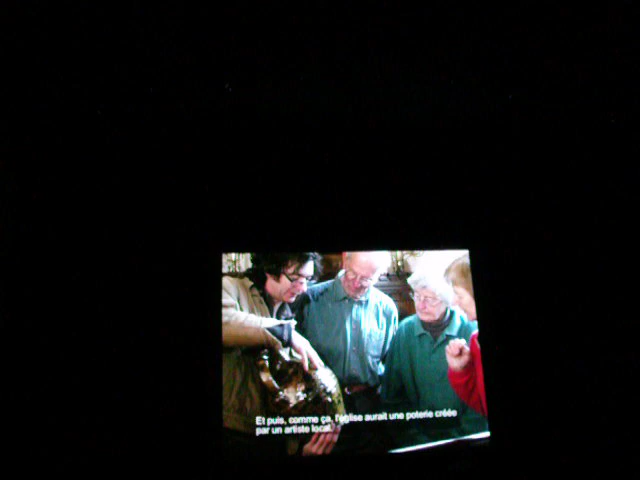 Et puis, comme ça, l'église aurait une poterie créée
par un artiste local.